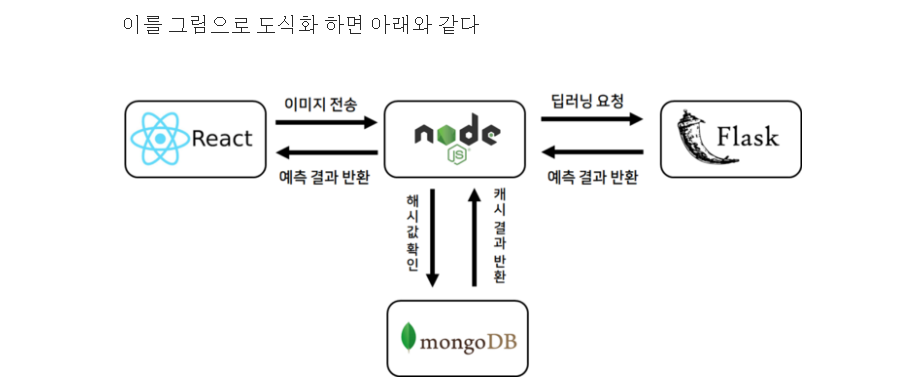 이를 그림으로 도식화 하면 아래와 같다
이미지 전송
딥러닝 요청
React
node
JS
Flask
예측 결과 반환
예측 결과 반환
해시값 확인
캐시 결과 반환
mongoDB